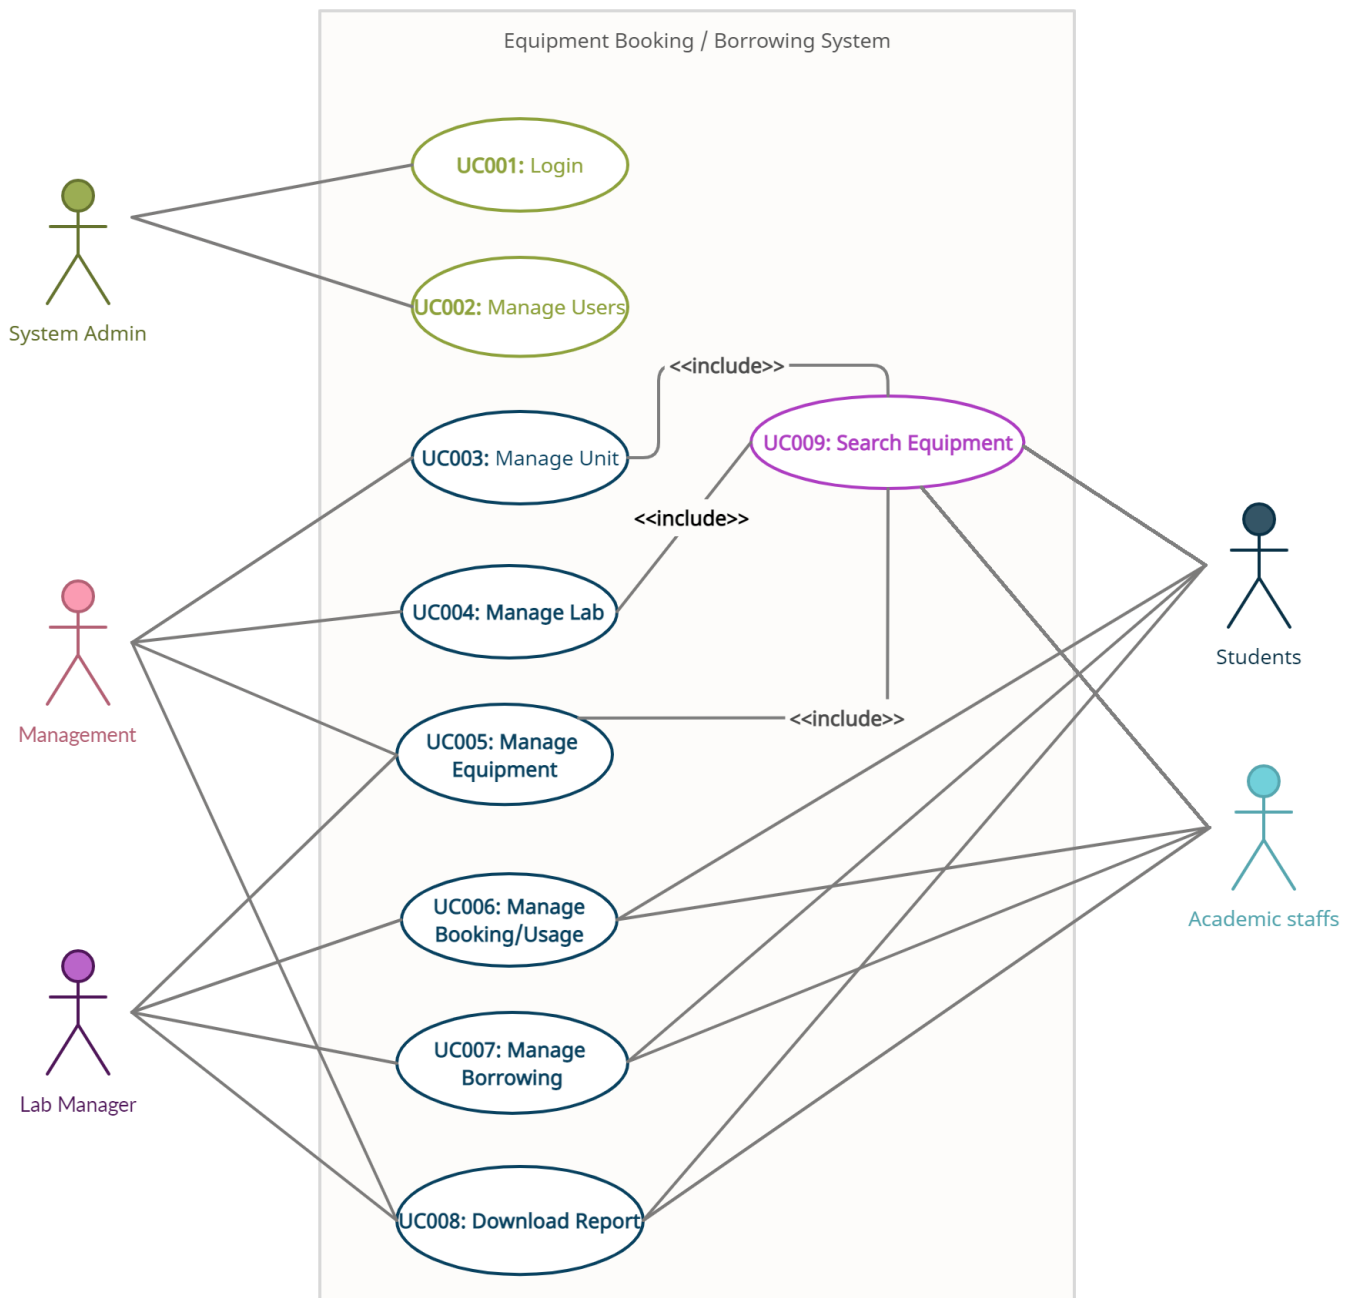 Equipment Booking / Borrowing System
UC001: Login
System Admin
UC002: Manage Users
<<include>>
UC003: Manage Unit
UC009: Search Equipment
<<include>>
UC004: Manage Lab
Students
Management
<<include>>
UC005: Manage
Equipment
UC006: Manage
Booking/Usage
Academic staffs
Lab Manager
UC007: Manage
Borrowing
UC008: Download Report